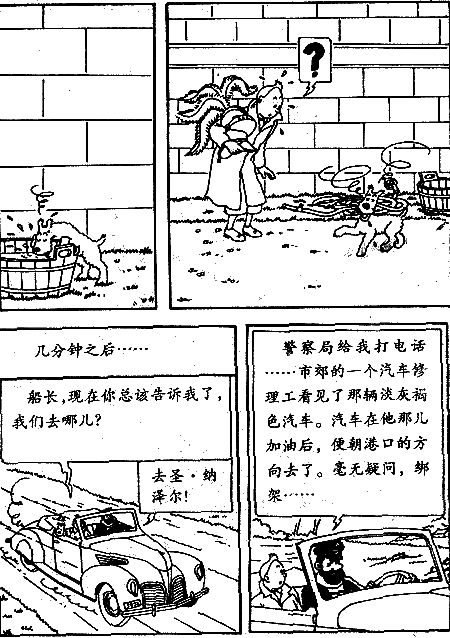 ?
几分钟之后……
船长,现在你总该告诉我了,
我们去哪儿?
去圣·纳
泽尔!
警察局给我打电话
……市郊的一个汽车修
理工看见了那辆淡灰褐
色汽车。汽车在他那儿
加油后，便朝港口的方
向去了。毫无疑问，绑
架……